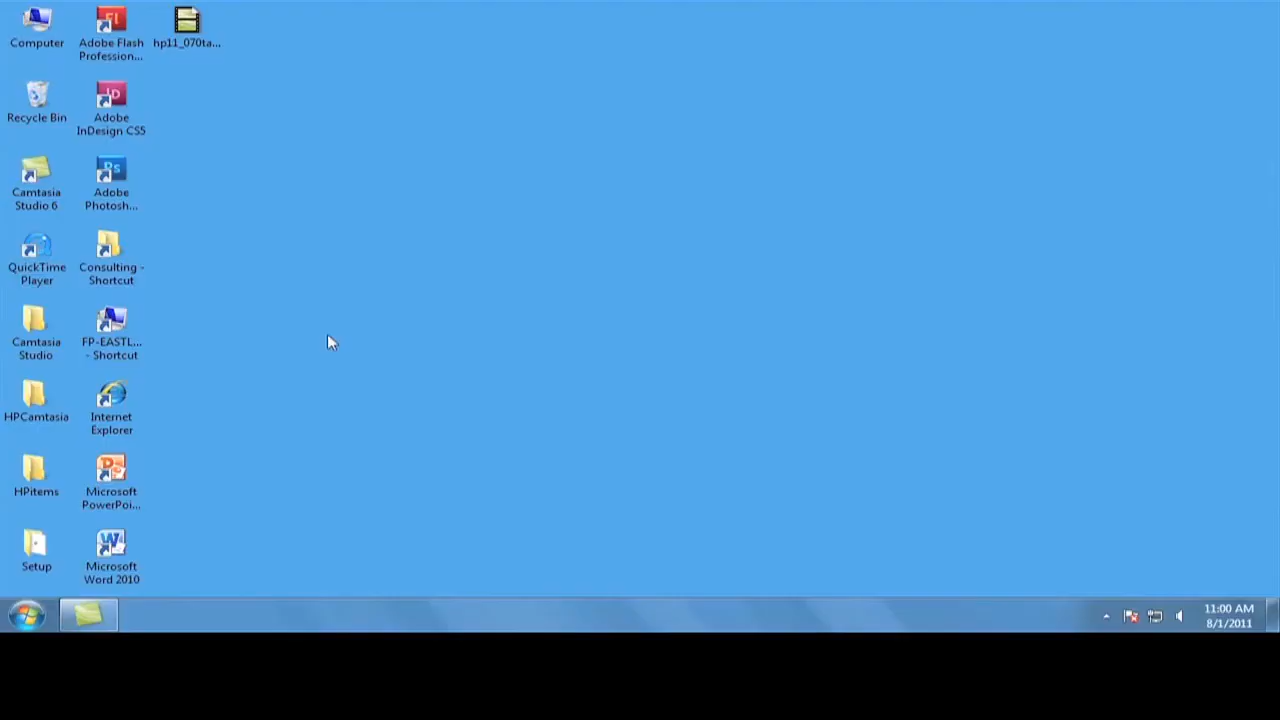 Computer
Adobe Flash
Profession...
hp11_070ta...
Recycle Bin
Adobe
InDesign CS5
Camtasia
Studio 6
Adobe
Photosh...
QuickTime
Player
Consulting -
Shortcut
Camtasia
Studio
FP-EASTL...
- Shortcut
HPCamtasia
Internet
Explorer
HPitems
Microsoft
PowerPoi...
Setup
Microsoft
Word 2010
11:00 AM
8/1/2011